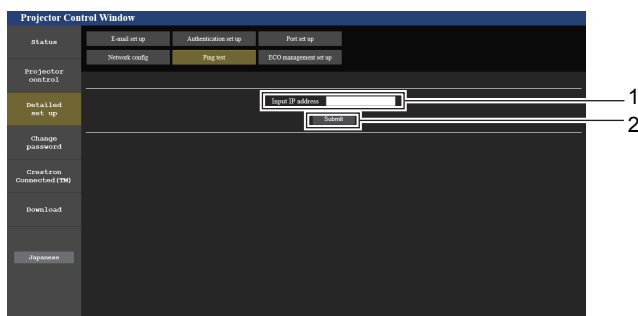 Projector Control Window
Status
E-mail set up
Authentication set up
Port set up
Network config
Ping test
ECO management set up
Projector
control
Detailed
set up
Input IP address
1
Submit
2
Change
password
Crestron
Connected(TM)
Download
Japanese